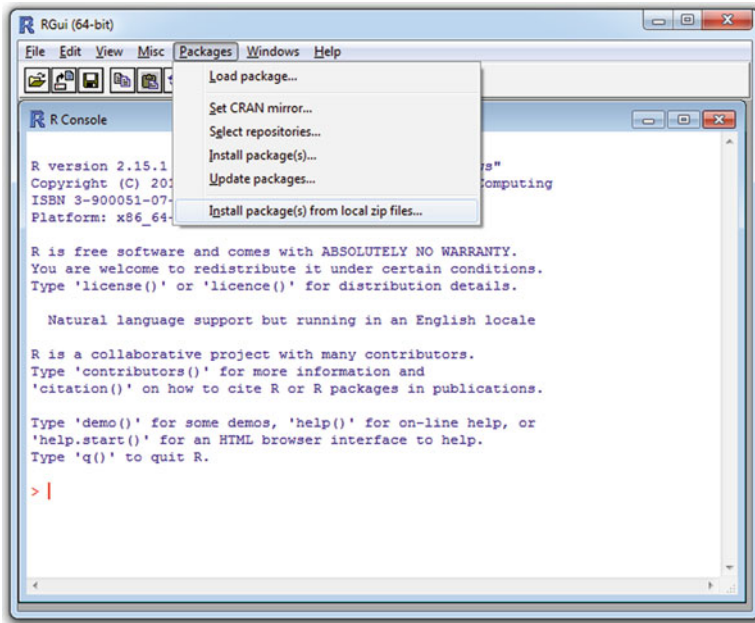 RGui (64-bit)
File Edit View Misc Packages Windows Help
Load package...
Set CRAN mirror...
Select repositories...
Install package(s)...
Update packages...
Install package(s) from local zip files...
R Console
R version 2.15.1
Copyright (C) Computing
ISBN 3-900051-07-
Platform: x86_64-
R is free software and comes with ABSOLUTELY NO WARRANTY.
You are welcome to redistribute it under certain conditions.
Type 'license()' or 'licence()' for distribution details.
Natural language support but running in an English locale
R is a collaborative project with many contributors.
Type 'contributors()' for more information and
'citation()' on how to cite R or R packages in publications.
Type 'demo()' for some demos, 'help()' for on-line help, or
'help.start()' for an HTML browser interface to help.
Type 'q()' to quit R.
>